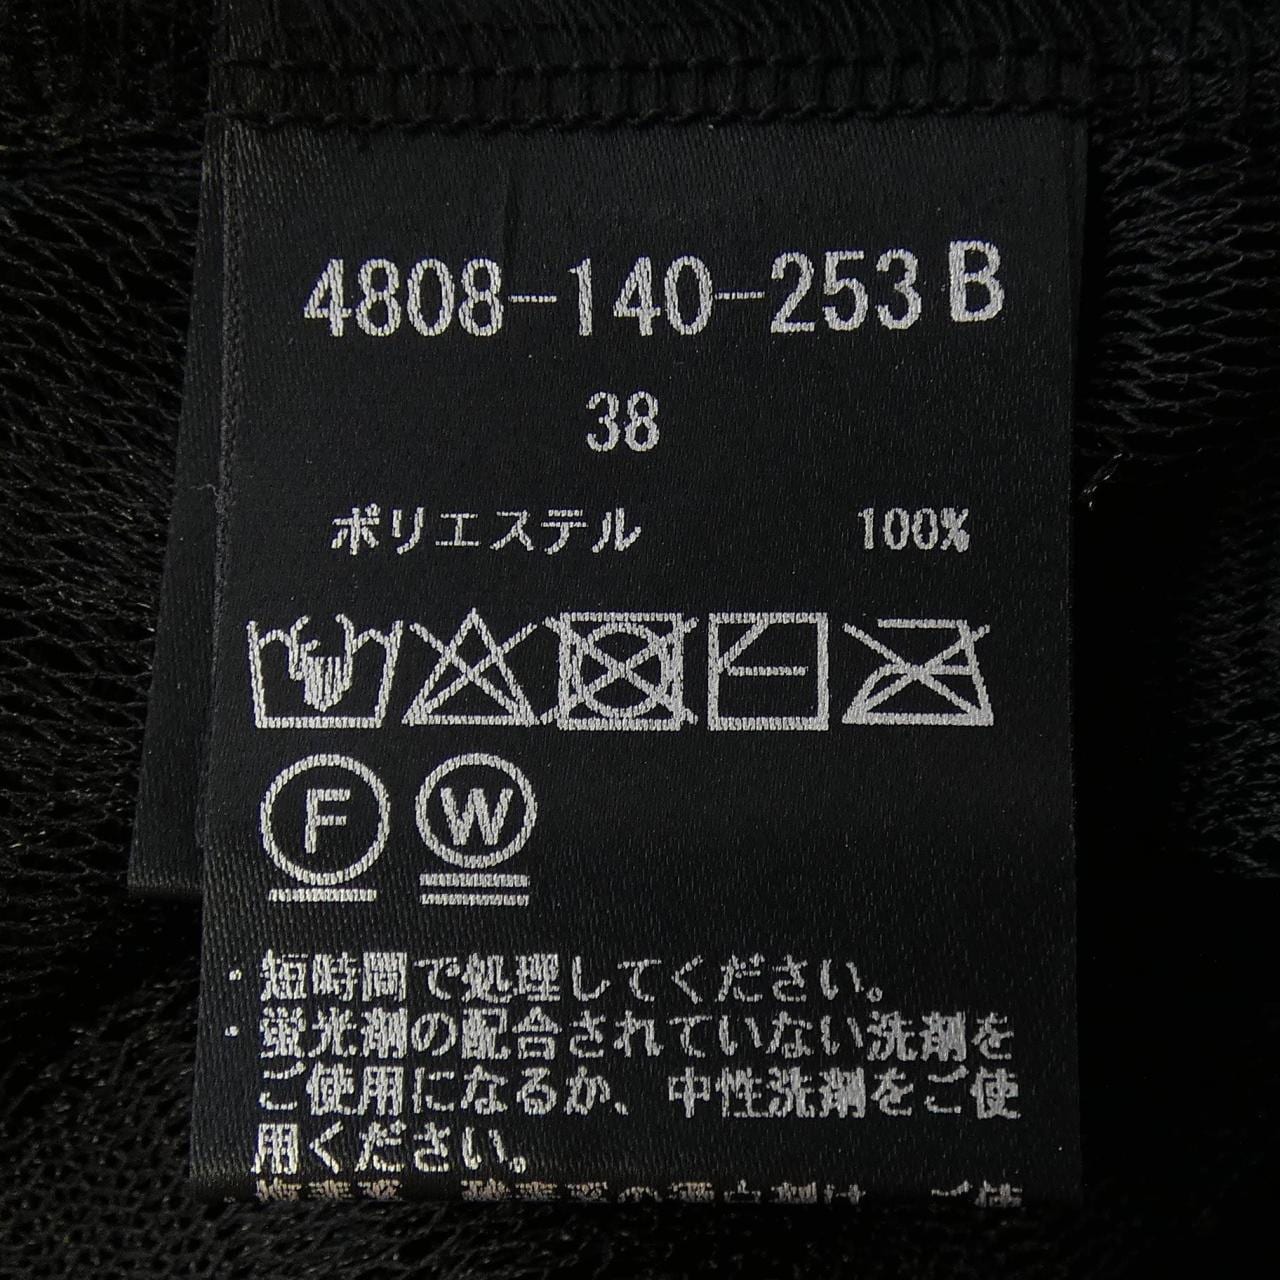 4808-140-253 B
38
ポリエステル 100%
F W
・短時間で処理してください。
・蛍光剤の配合されていない洗剤を
ご使用になるか、中性洗剤をご使
用ください。